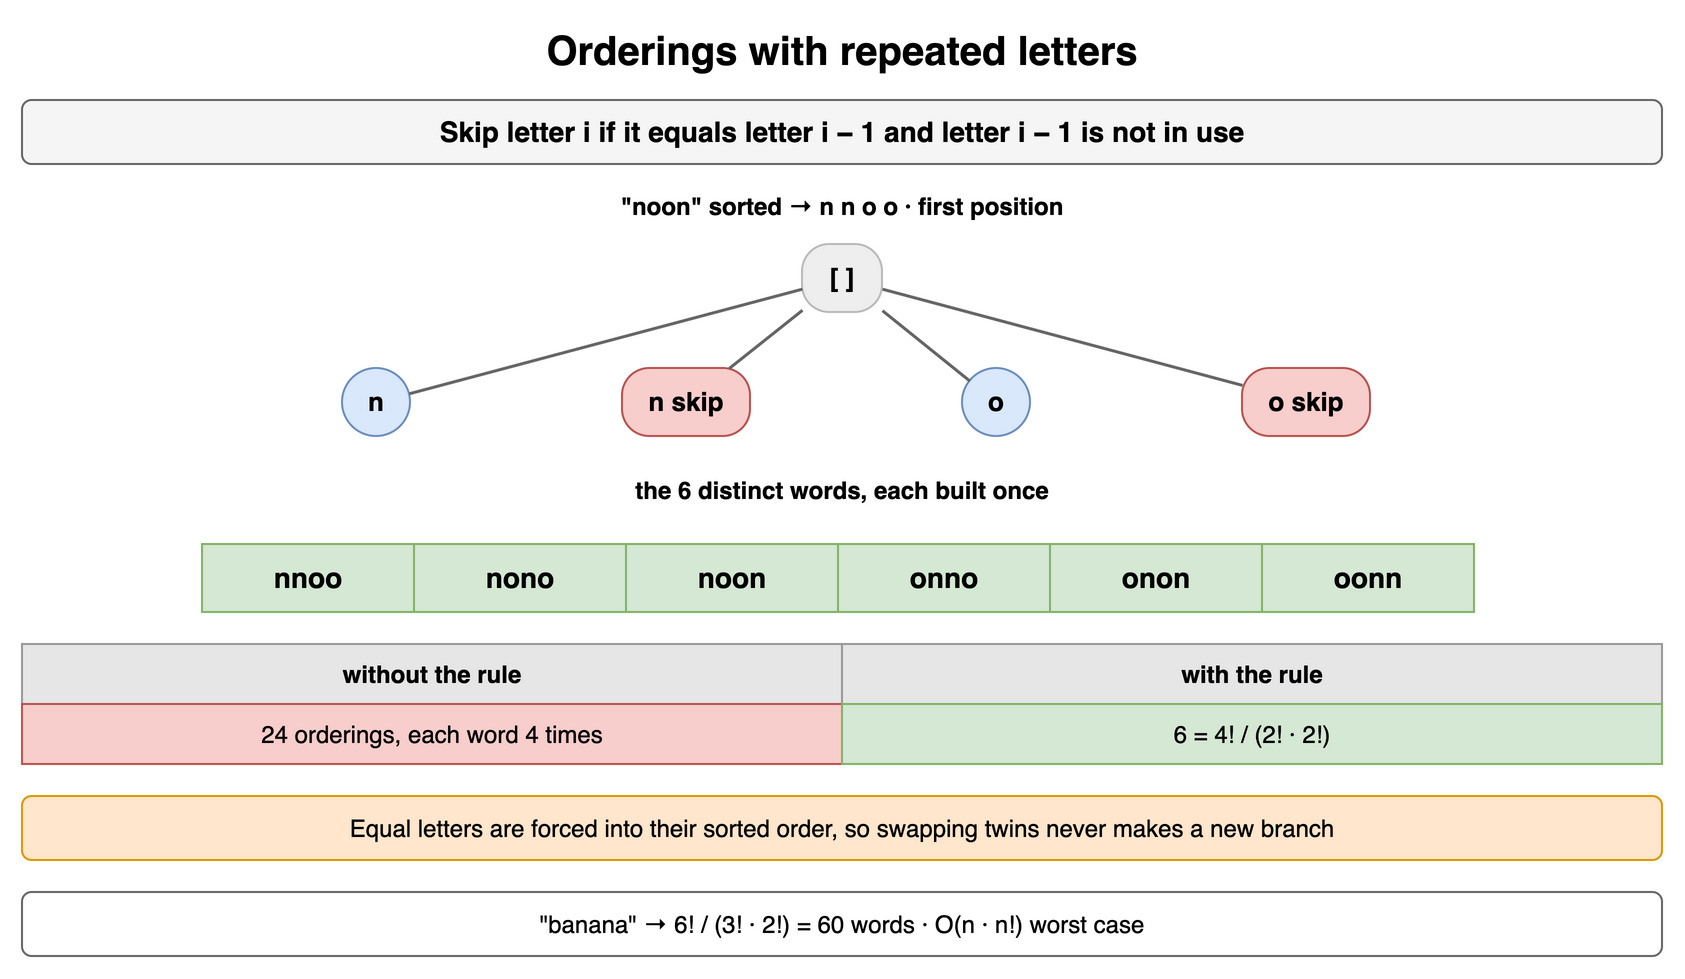 Orderings with repeated letters
Skip letter i if it equals letter i – 1 and letter i – 1 is not in use
"noon" sorted → n n o o · first position
[ ]
n
n skip
o
o skip
the 6 distinct words, each built once
nnoo
nono
noon
onno
onon
oonn
without the rule
with the rule
24 orderings, each word 4 times
6 = 4! / (2! · 2!)
Equal letters are forced into their sorted order, so swapping twins never makes a new branch
"banana" → 6! / (3! · 2!) = 60 words · O(n · n!) worst case